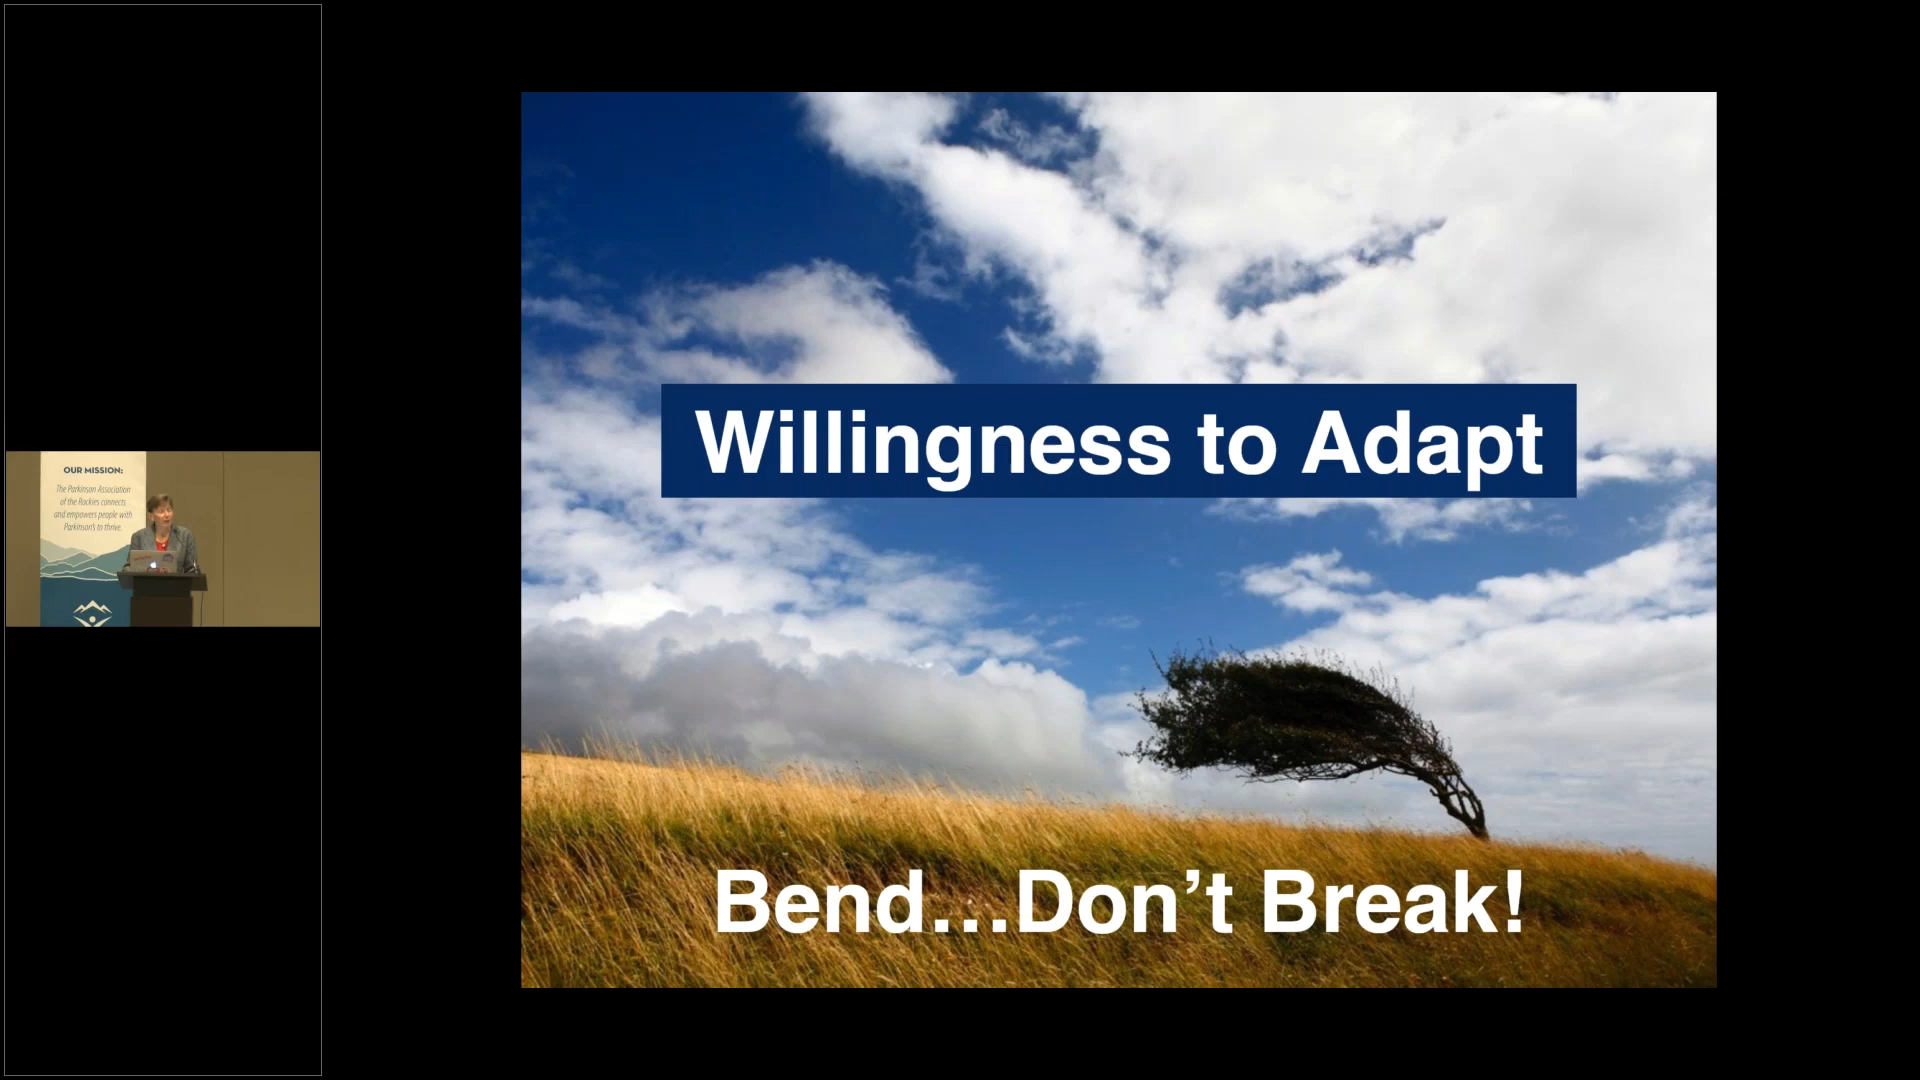 OUR MISSION:
The Parkinson Association
of the Rockies connects
and empowers people with
Parkinson's to thrive.
Willingness to Adapt
Bend…Don’t Break!